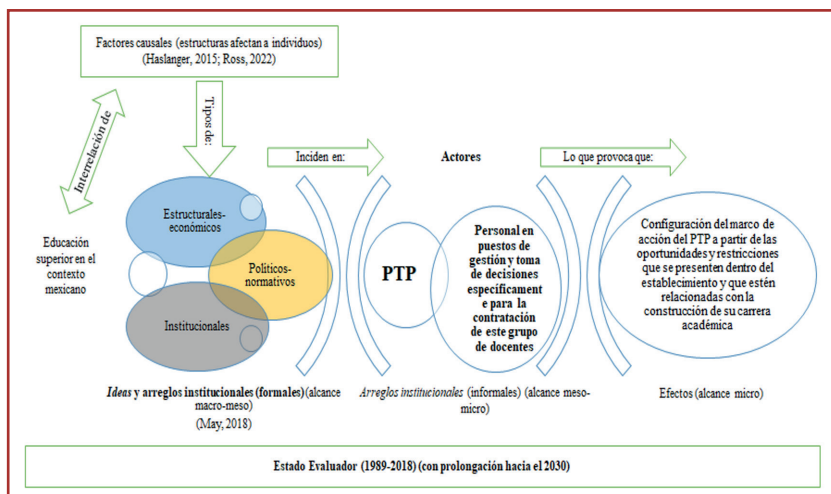 Factores causales (estructuras afectan a individuos)
(Haslanger, 2015; Ross, 2022)
Interrelación de
Tipos de:
Inciden en:
Actores
Lo que provoca que:
Educación
superior en el
contexto
mexicano
Estructurales-
económicos
Políticos-
normativos
Institucionales
PTP
Personal en
puestos de
gestión y toma
de decisiones
específicament
e para la
contratación
de este grupo
de docentes
Configuración del marco de
acción del PTP a partir de las
oportunidades y restricciones
que se presenten dentro del
establecimiento y que estén
relacionadas con la
construcción de su carrera
académica
Ideas y arreglos institucionales (formales) (alcance
macro-meso)
(May, 2018)
Arreglos institucionales (informales) (alcance meso-
micro)
Efectos (alcance micro)
Estado Evaluador (1989-2018) (con prolongación hacia el 2030)